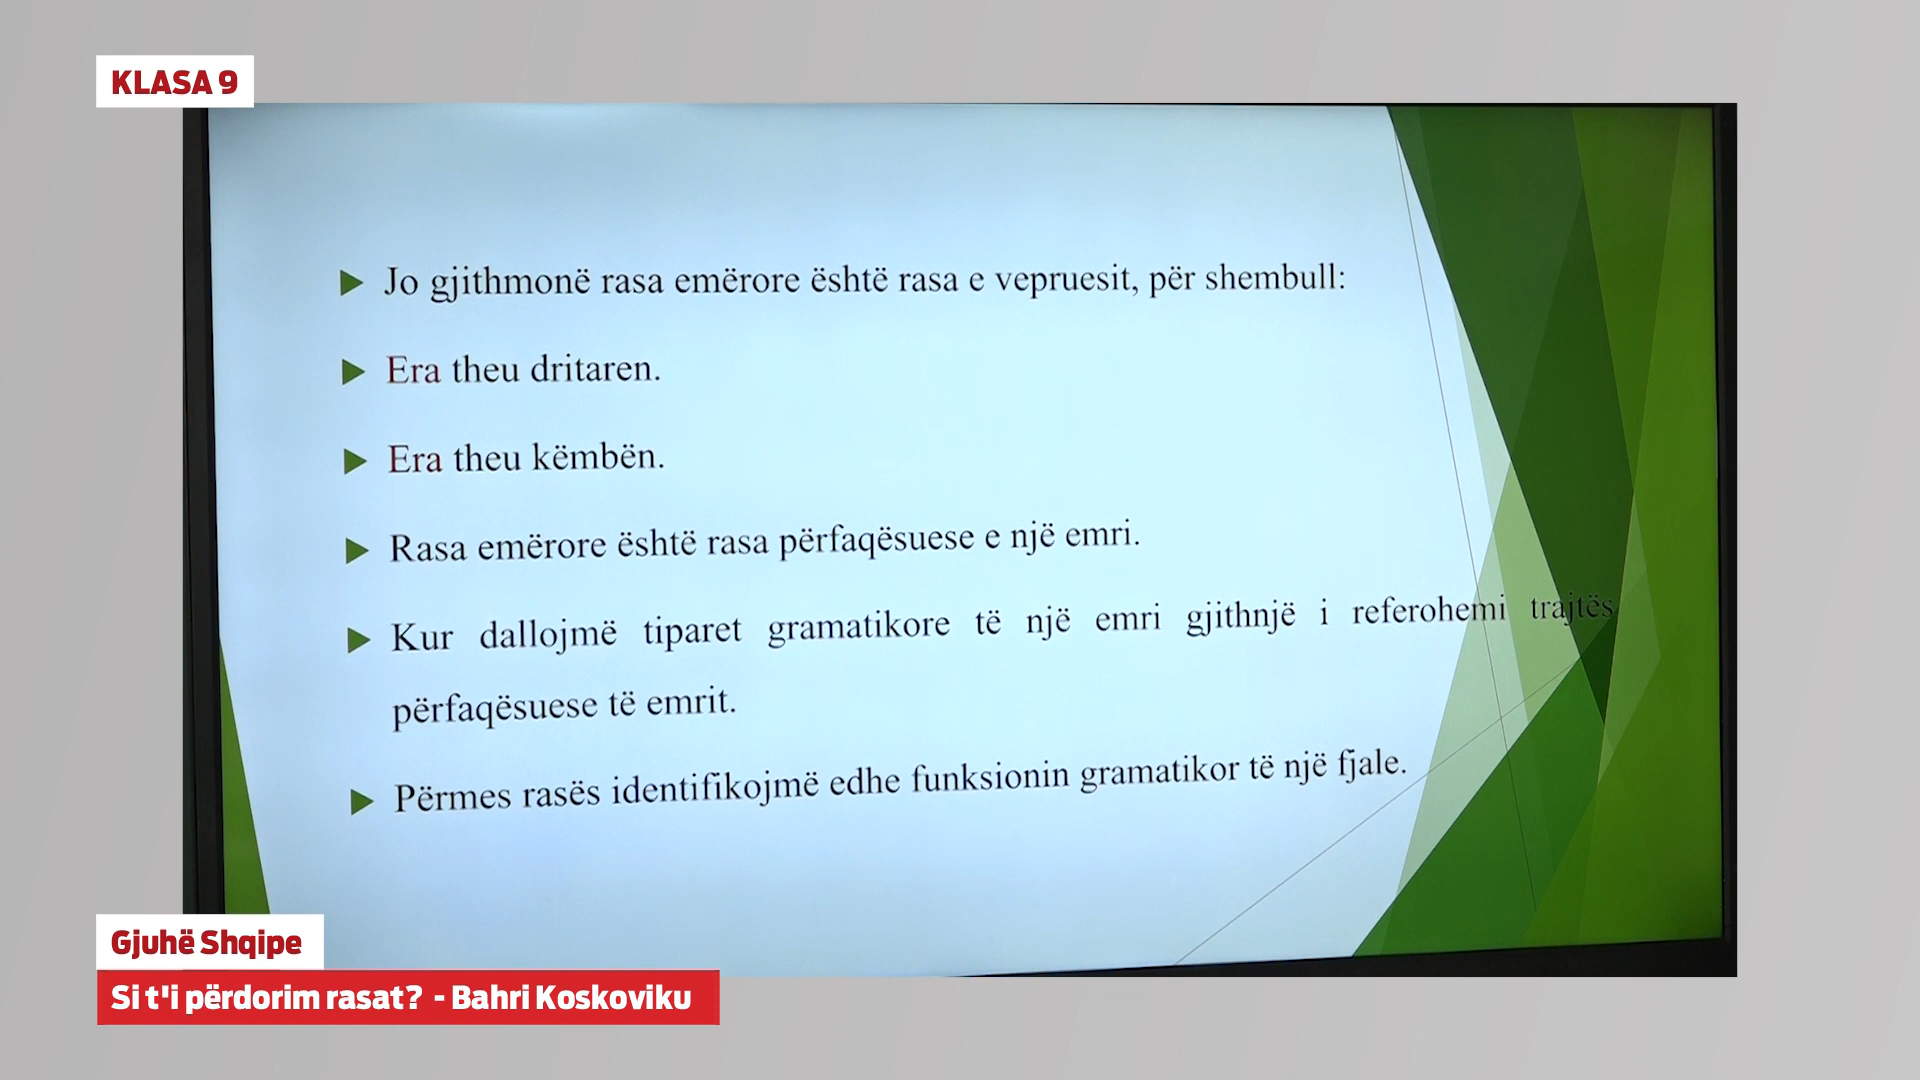 KLASA 9
Jo gjithmonë rasa emërore është rasa e vepruesit, për shembull:
Era theu dritaren.
Era theu këmbën.
Rasa emërore është rasa përfaqësuese e një emri.
Kur dallojmë tiparet gramatikore të një emri gjithnjë i referohemi trajtës
përfaqësuese të emrit.
Përmes rasës identifikojmë edhe funksionin gramatikor të një fjale.
Gjuhë Shqipe
Si t'i përdorim rasat? - Bahri Koskoviku